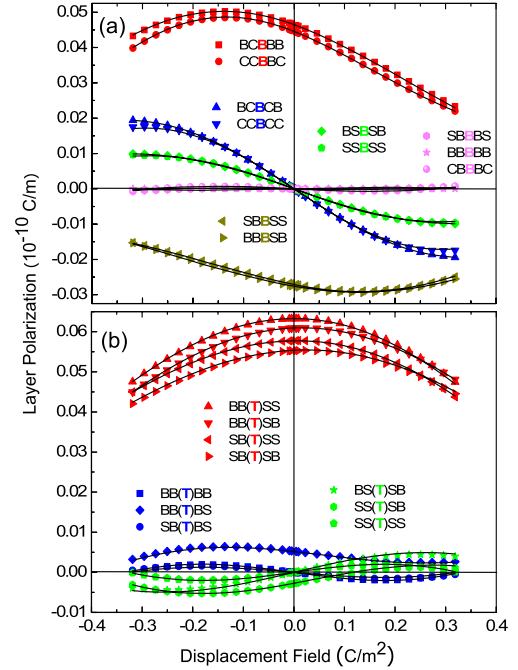 (a)
0.05
0.04
0.03
0.02
0.01
0.00
-0.01
-0.02
-0.03
BCBBB
CCBBC
BCBCB
CCBCC
BSBSB
SSBSS
SBBBS
BBBBB
CBBBC
SBBSS
BBBSB
Layer Polarization (10⁻¹⁰ C/m)
(b)
0.06
0.05
0.04
0.03
0.02
0.01
0.00
-0.01
BB(T)SS
BB(T)SB
SB(T)SS
SB(T)SB
BB(T)BB
BB(T)BS
SB(T)BS
BS(T)SB
SS(T)SB
SS(T)SS
-0.4 -0.3 -0.2 -0.1 0.0 0.1 0.2 0.3 0.4
Displacement Field (C/m²)